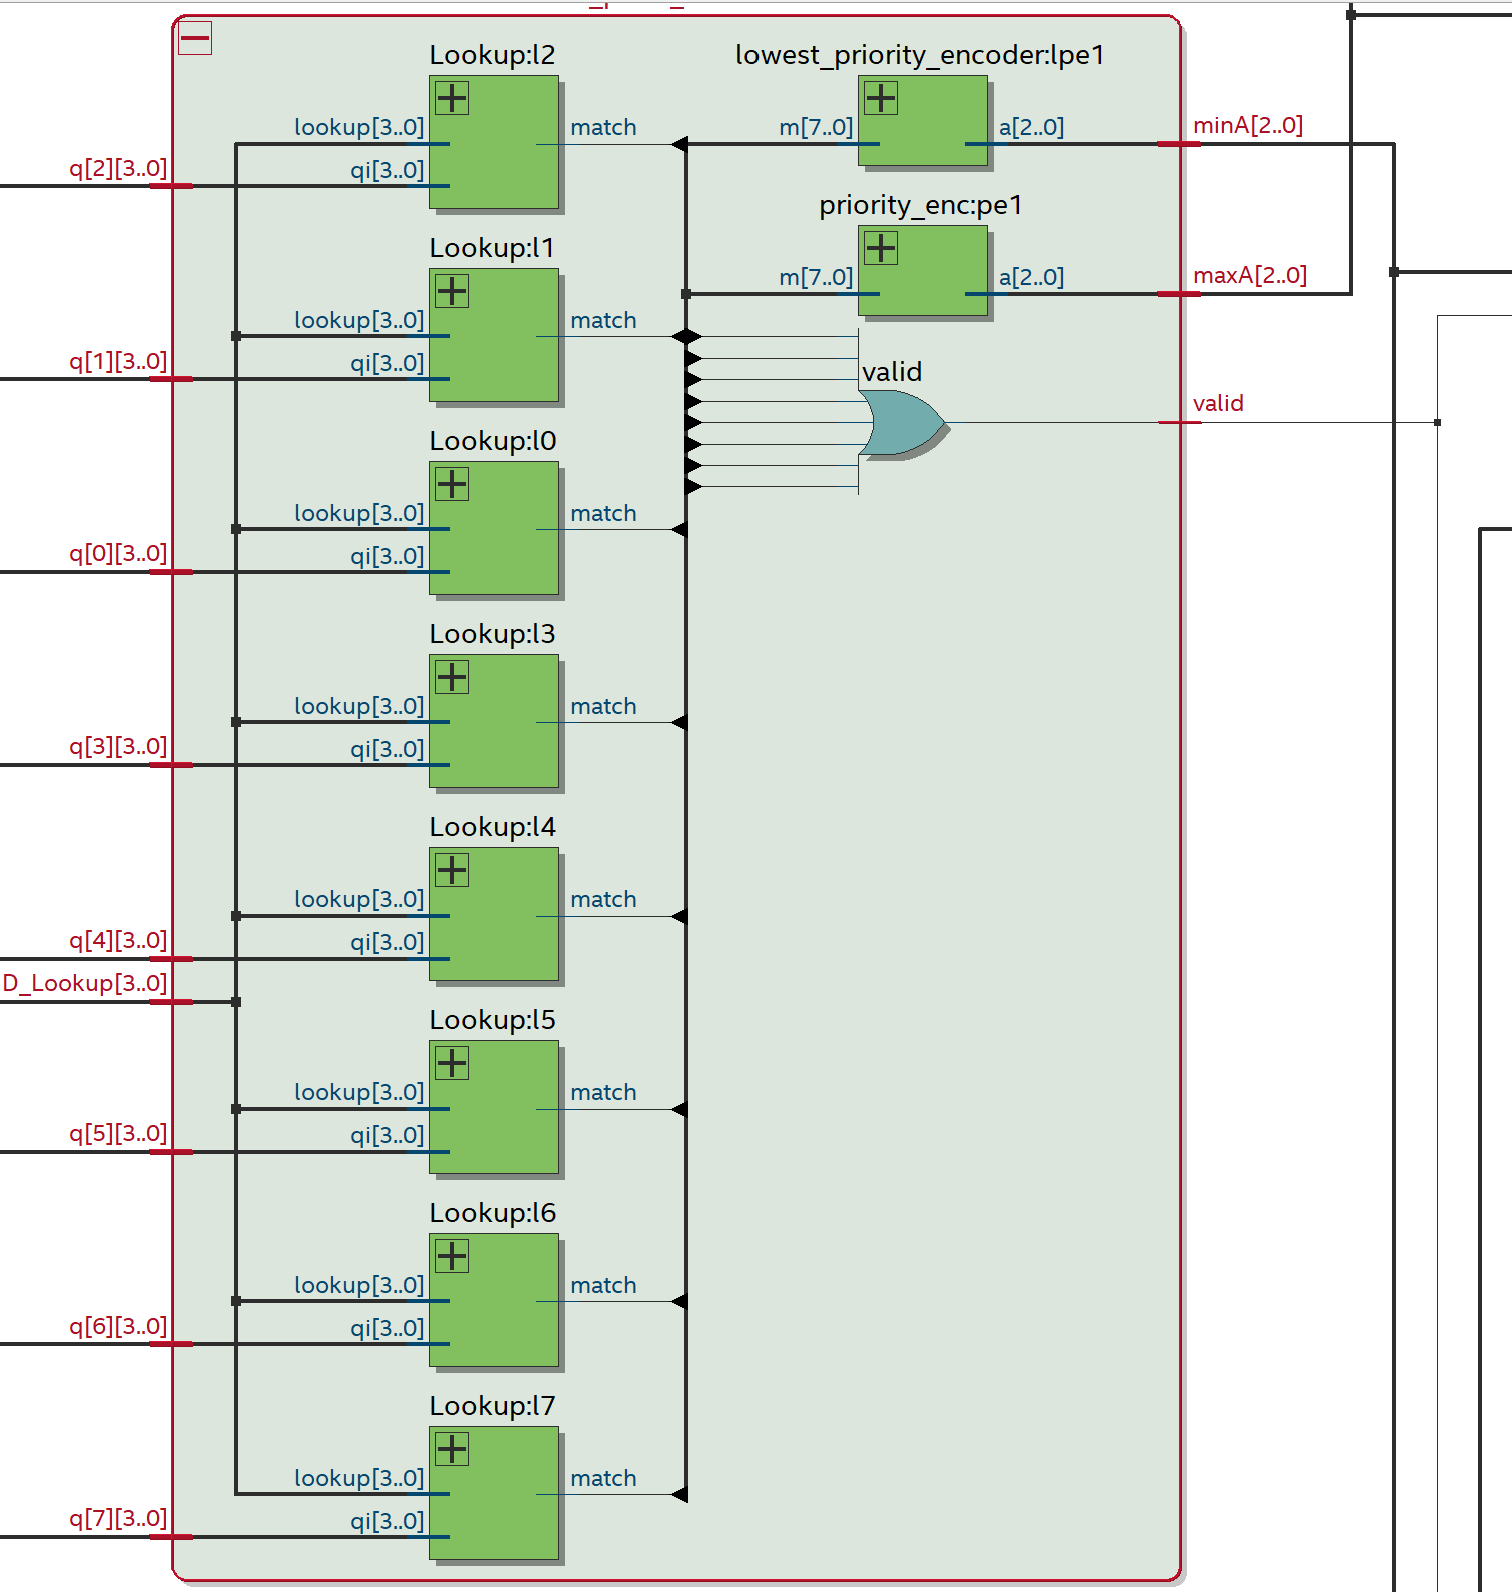 Lookup:l2
lowest_priority_encoder:lpe1
lookup[3..0]
match
m[7..0]
a[2..0]
minA[2..0]
q[2][3..0]
qi[3..0]
priority_enc:pe1
Lookup:l1
m[7..0]
a[2..0]
maxA[2..0]
lookup[3..0]
match
q[1][3..0]
qi[3..0]
valid
valid
Lookup:l0
lookup[3..0]
match
q[0][3..0]
qi[3..0]
Lookup:l3
lookup[3..0]
match
q[3][3..0]
qi[3..0]
Lookup:l4
lookup[3..0]
match
q[4][3..0]
qi[3..0]
D_Lookup[3..0]
Lookup:l5
lookup[3..0]
match
q[5][3..0]
qi[3..0]
Lookup:l6
lookup[3..0]
match
q[6][3..0]
qi[3..0]
Lookup:l7
lookup[3..0]
match
q[7][3..0]
qi[3..0]